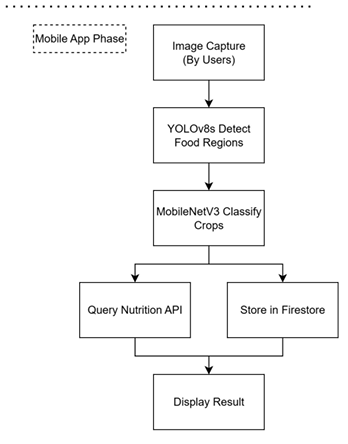 Mobile App Phase
Image Capture
(By Users)
YOLOv8s Detect
Food Regions
MobileNetV3 Classify
Crops
Query Nutrition API
Store in Firestore
Display Result